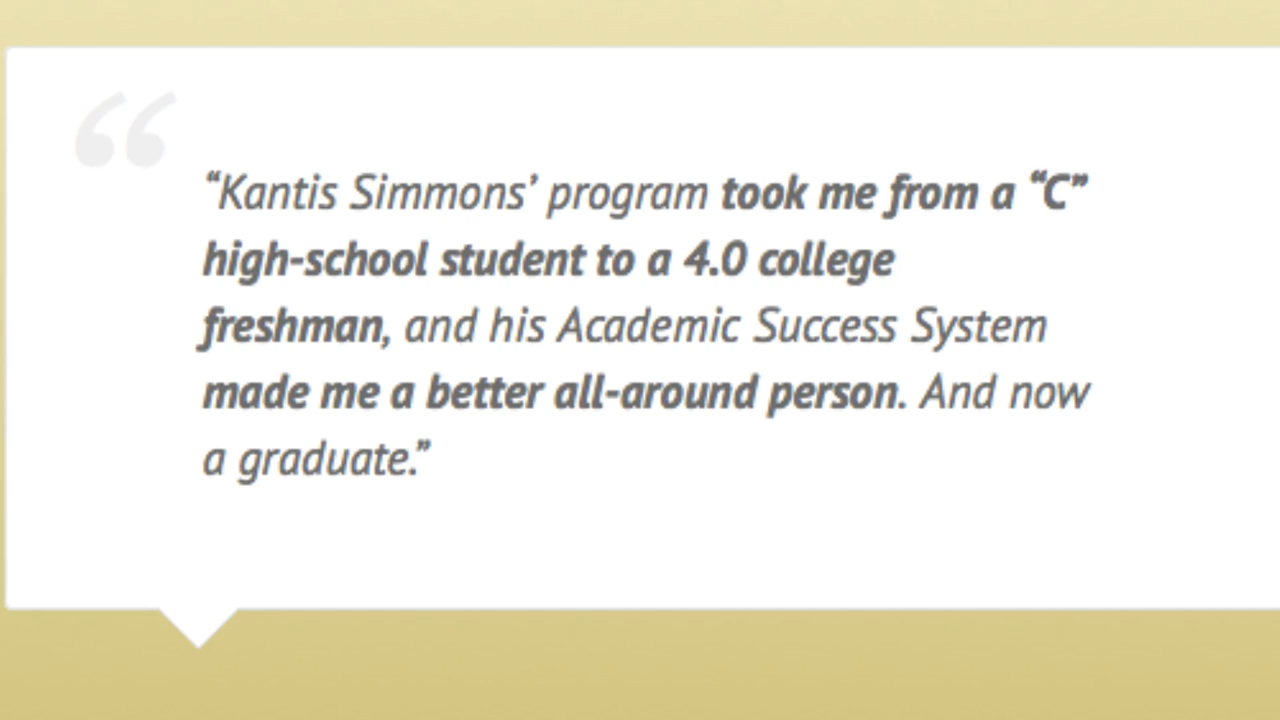 “Kantis Simmons’ program took me from a “C”
high-school student to a 4.0 college
freshman, and his Academic Success System
made me a better all-around person. And now
a graduate.”